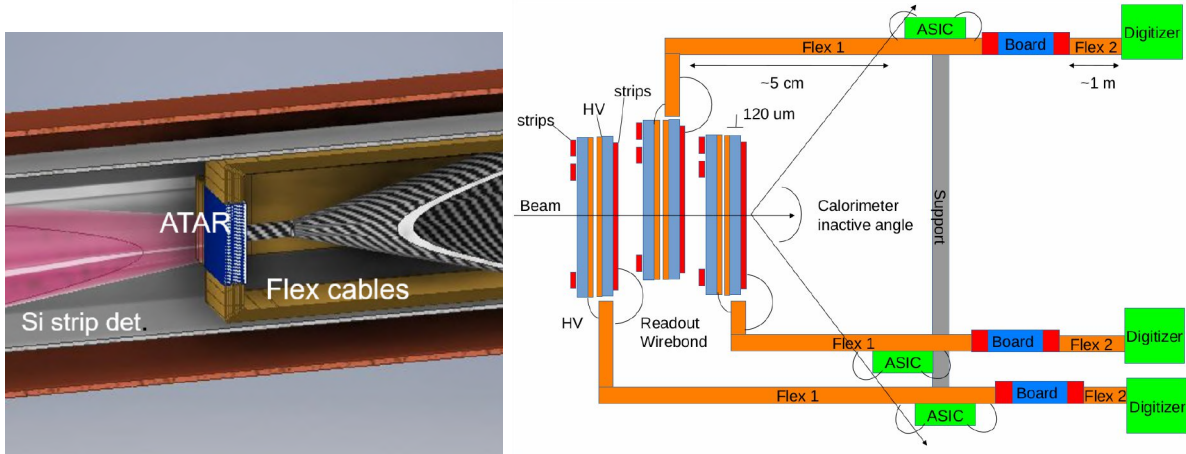 ATAR
Flex cables
Si strip det.
ASIC
Digitizer
Flex 1
Board
Flex 2
~5 cm
~1 m
strips
HV
strips
120 um
Beam
Calorimeter
inactive angle
Support
HV
Readout
Wirebond
Flex 1
Board
Flex 2
Digitizer
ASIC
Flex 1
Board
Flex 2
Digitizer
ASIC